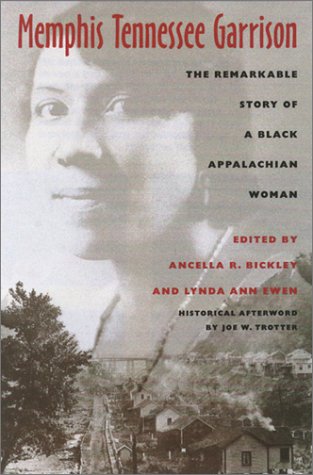 Memphis Tennessee Garrison
THE REMARKABLE
STORY OF
A BLACK
APPALACHIAN
WOMAN
EDITED BY
ANCELLA R. BICKLEY
AND LYNDA ANN EWEN
HISTORICAL AFTERWORD
BY JOE W. TROTTER